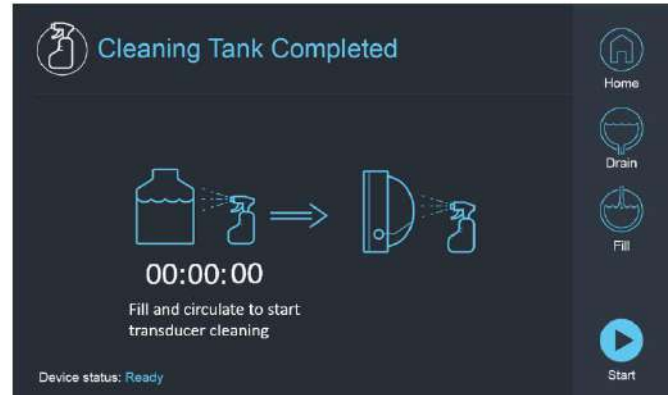 Cleaning Tank Completed
Home
Drain
Fill
00:00:00
Fill and circulate to start
transducer cleaning
Device status: Ready
Start